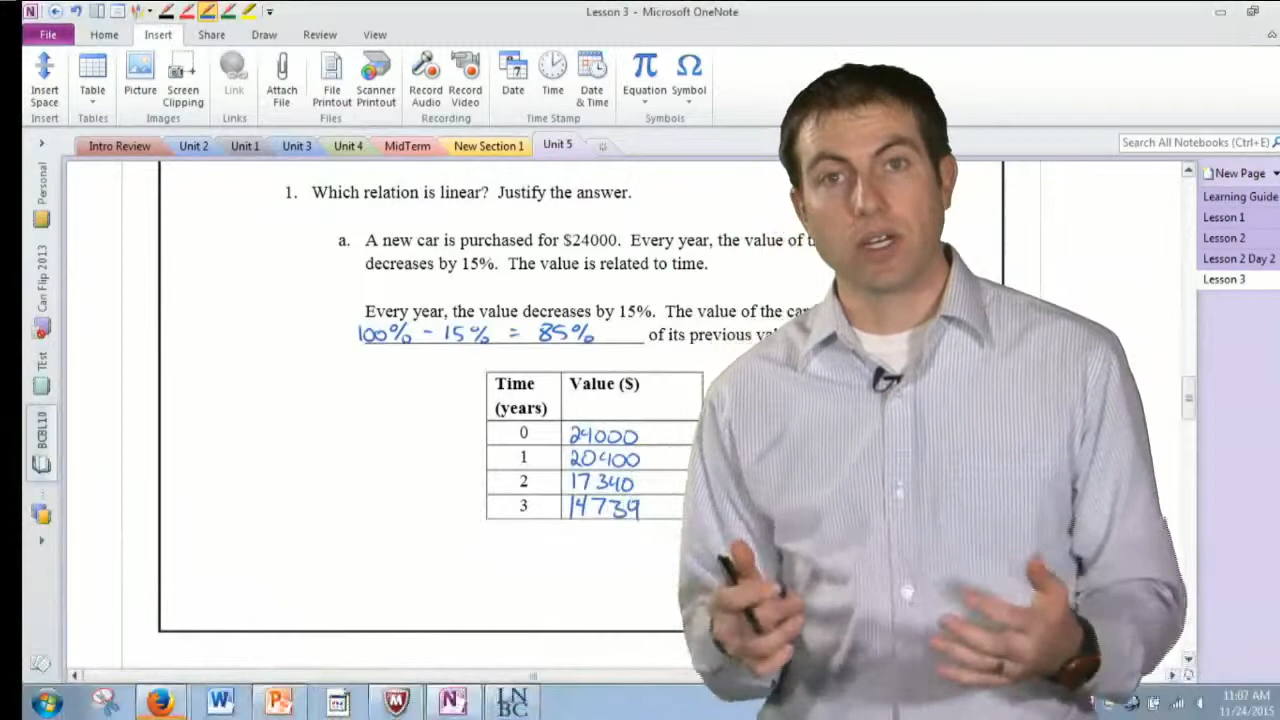 Lesson 3 - Microsoft OneNote
File Home Insert Share Draw Review View
Insert Space Table Picture Screen Clipping Link Attach File File Printout Scanner Printout Record Audio Record Video Date Time Date & Time Equation Symbol
Insert Tables Images Links Files Recording Time Stamp Symbols
Intro Review Unit 2 Unit 1 Unit 3 Unit 4 MidTerm New Section 1 Unit 5 Search All Notebooks (Ctrl+E)
New Page
Learning Guide
Lesson 1
Lesson 2
Lesson 2 Day 2
Lesson 3
Personal
Can Flip 2013
TEst
BCBL10
1. Which relation is linear? Justify the answer.
a. A new car is purchased for $24000. Every year, the value of
decreases by 15%. The value is related to time.
Every year, the value decreases by 15%. The value of the
100% - 15% = 85% of its previous
Time (years) Value ($)
0 24000
1 20400
2 17340
3 14739
LN
BC
11:07 AM
11/24/2015